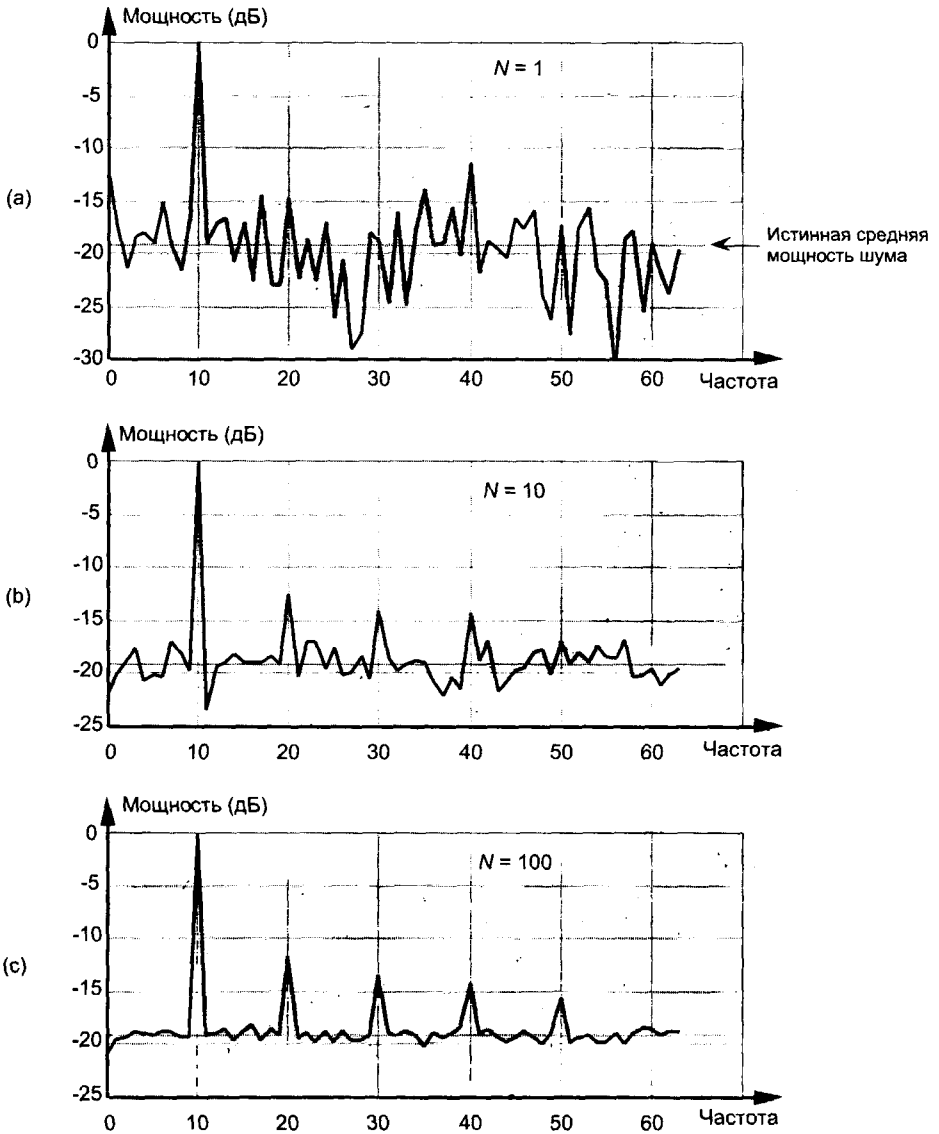 Мощность (дБ)
N = 1
0
-5
-10
-15
-20
-25
-30
(a)
Истинная средняя
мощность шума
0 10 20 30 40 50 60 Частота
Мощность (дБ)
N = 10
0
-5
-10
-15
-20
-25
(b)
0 10 20 30 40 50 60 Частота
Мощность (дБ)
N = 100
0
-5
-10
-15
-20
-25
(c)
0 10 20 30 40 50 60 Частота